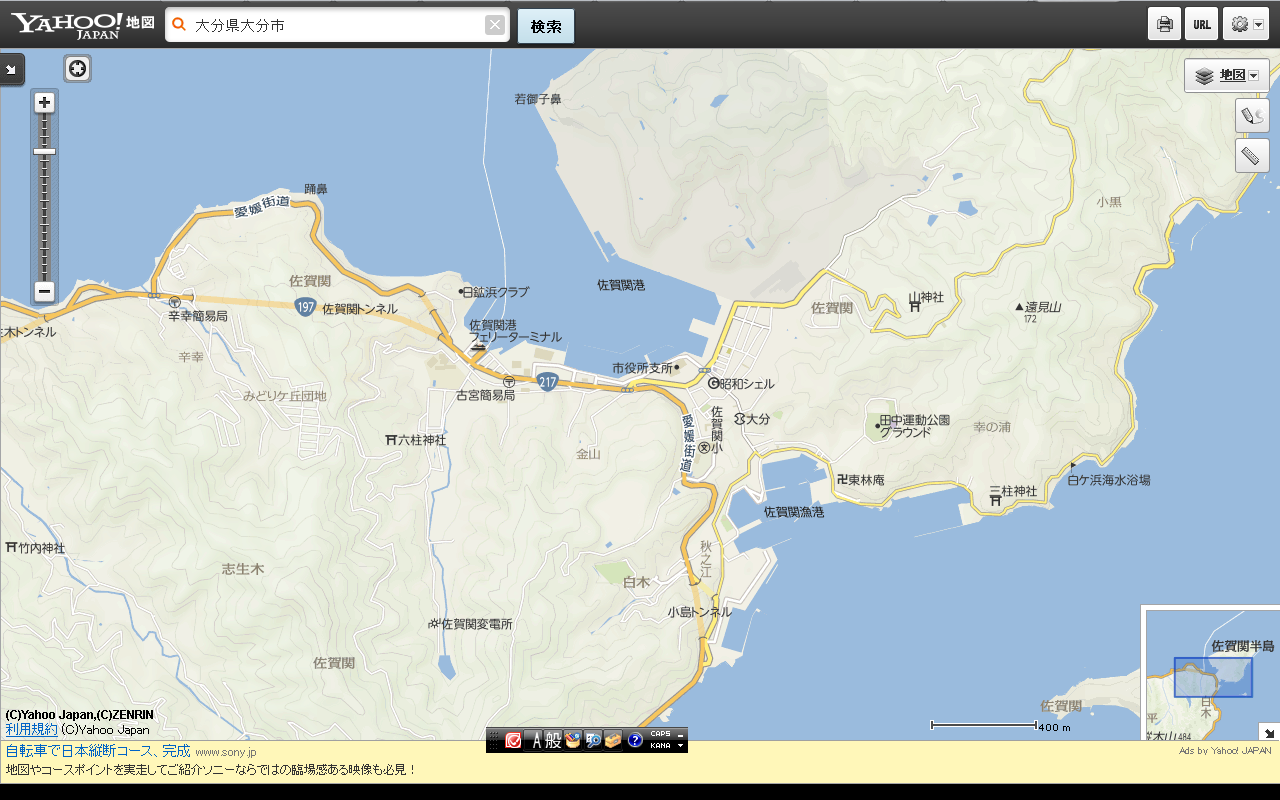 YAHOO! JAPAN 地図
大分県大分市
検索
URL
地図
若御子鼻
踊鼻
愛媛街道
小黒
佐賀関
佐賀関港
日鉱浜クラブ
197
佐賀関トンネル
山神社
佐賀関
遠見山
172
辛幸簡易局
木トンネル
佐賀関港
フェリーターミナル
辛幸
市役所支所
217
昭和シェル
みどりケ丘団地
古宮簡易局
愛媛街道
佐賀関小
大分
田中運動公園
グラウンド
幸の浦
六柱神社
金山
東林庵
白ケ浜海水浴場
三柱神社
佐賀関漁港
竹内神社
秋之江
志生木
白木
小島トンネル
佐賀関変電所
佐賀関半島
佐賀関
佐賀関
白木
平
木山484
400 m
(C)Yahoo Japan,(C)ZENRIN
利用規約 (C)Yahoo Japan
A 般 CAPS
KANA
自転車で日本縦断コース、完成 www.sony.jp
Ads by Yahoo! JAPAN
地図やコースポイントを実走してご紹介ソニーならではの臨場感ある映像も必見！